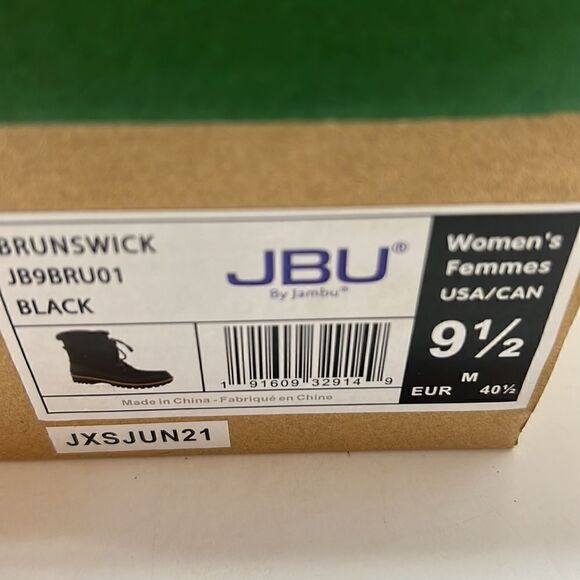 BRUNSWICK
JB9BRU01
BLACK
JBU®
By Jambu®
Women's
Femmes
USA/CAN
9½
M
EUR 40½
1 91609 32914 9
Made in China - Fabriqué en Chine
JXSJUN21